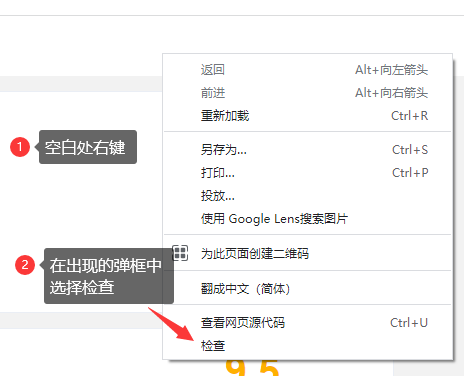 返回 Alt+向左箭头
前进 Alt+向右箭头
重新加载 Ctrl+R
1 空白处右键
另存为... Ctrl+S
打印... Ctrl+P
投放...
使用 Google Lens搜索图片
为此页面创建二维码
2 在出现的弹框中
选择检查
翻成中文（简体）
查看网页源代码 Ctrl+U
检查
9.5